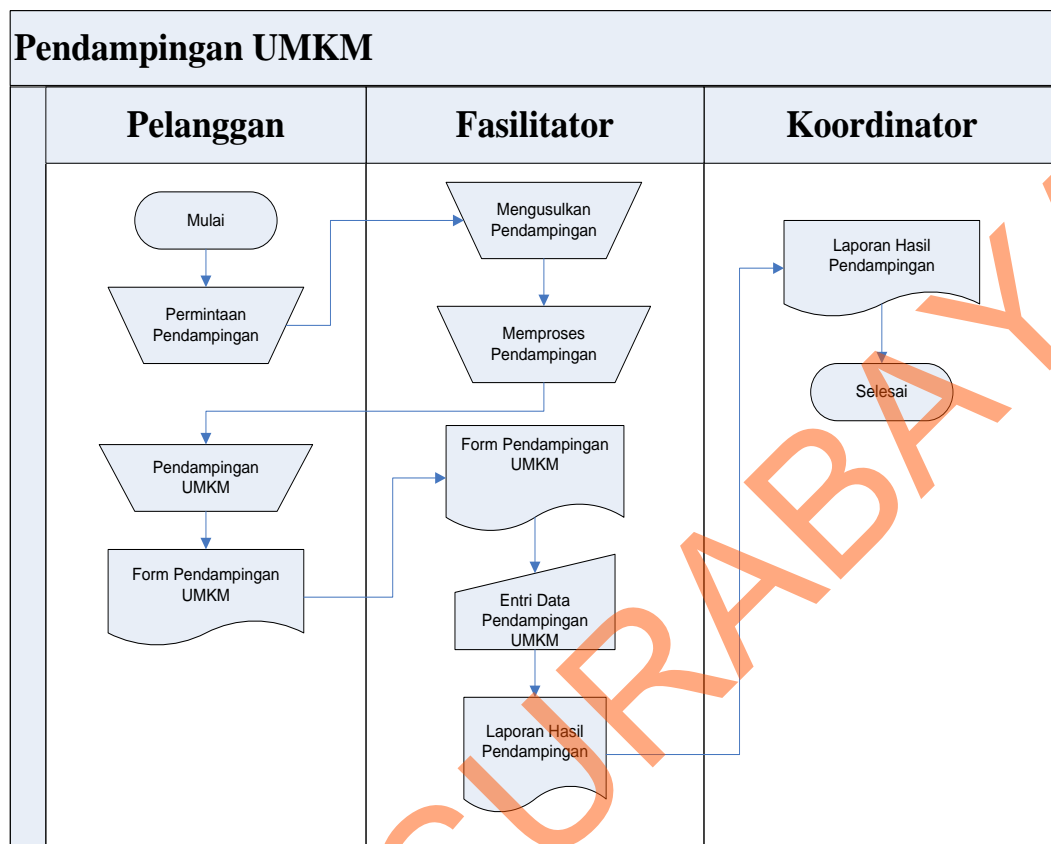 Pendampingan UMKM
Pelanggan
Fasilitator
Koordinator
Mulai
Permintaan
Pendampingan
Mengusulkan
Pendampingan
Memproses
Pendampingan
Pendampingan
UMKM
Form Pendampingan
UMKM
Form Pendampingan
UMKM
Entri Data
Pendampingan
UMKM
Laporan Hasil
Pendampingan
Laporan Hasil
Pendampingan
Selesai
SURABAY